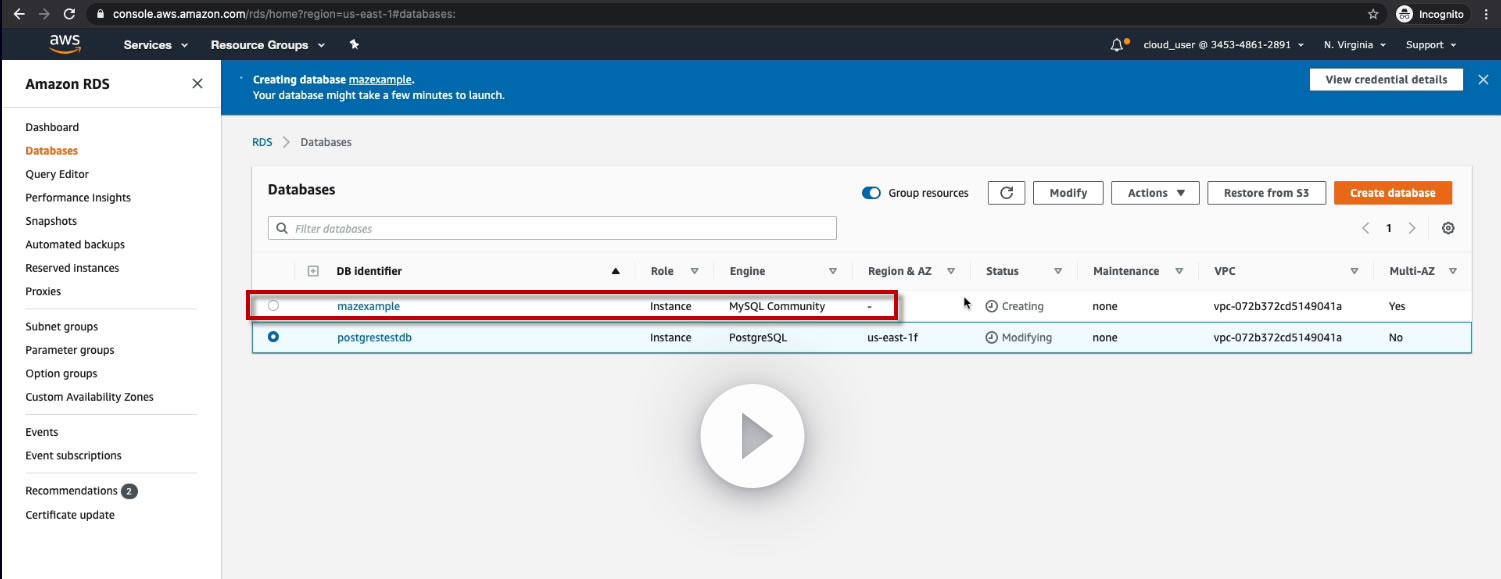 console.aws.amazon.com/rds/home?region=us-east-1#databases:
Incognito
aws
Services
Resource Groups
cloud_user @ 3453-4861-2891
N. Virginia
Support
Amazon RDS
Dashboard
Databases
Query Editor
Performance Insights
Snapshots
Automated backups
Reserved instances
Proxies
Subnet groups
Parameter groups
Option groups
Custom Availability Zones
Events
Event subscriptions
Recommendations 2
Certificate update
Creating database mazexample.
Your database might take a few minutes to launch.
View credential details
RDS Databases
Databases
Group resources
Modify
Actions
Restore from S3
Create database
Filter databases
1
DB identifier Role Engine Region & AZ Status Maintenance VPC Multi-AZ
mazexample Instance MySQL Community - Creating none vpc-072b372cd5149041a Yes
postgrestestdb Instance PostgreSQL us-east-1f Modifying none vpc-072b372cd5149041a No